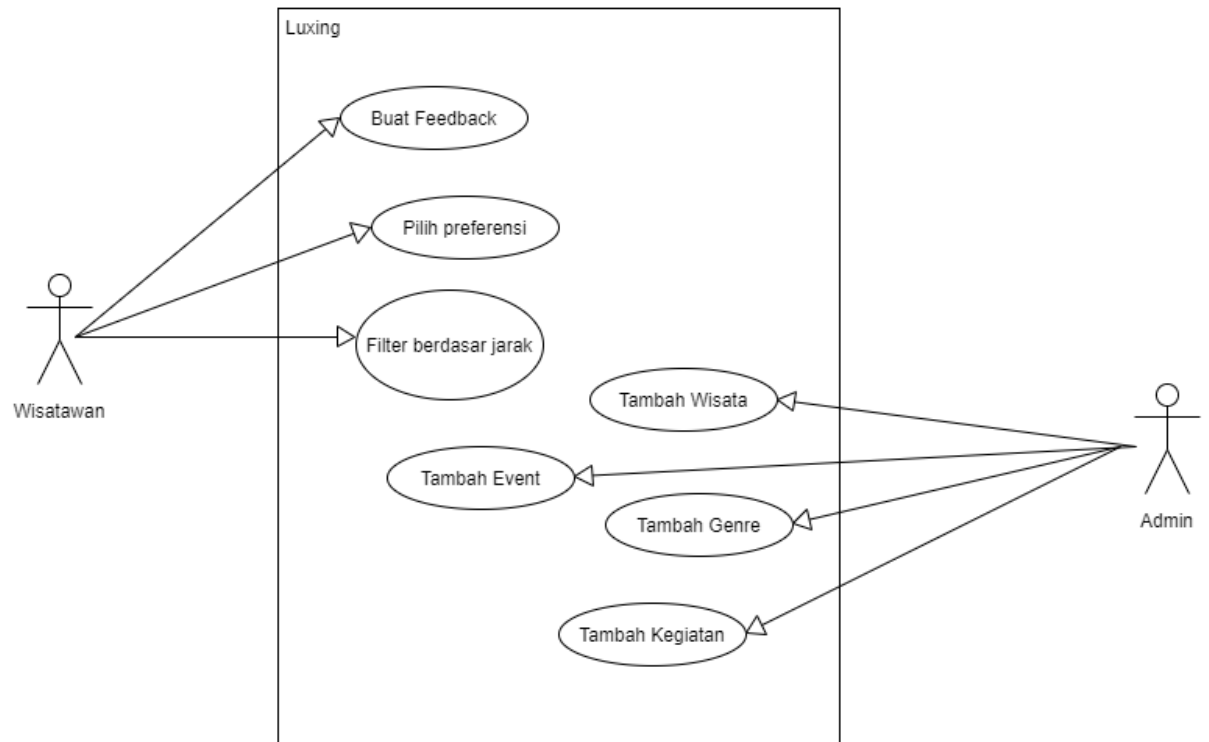 Luxing
Buat Feedback
Pilih preferensi
Filter berdasar jarak
Wisatawan
Tambah Wisata
Tambah Event
Tambah Genre
Admin
Tambah Kegiatan